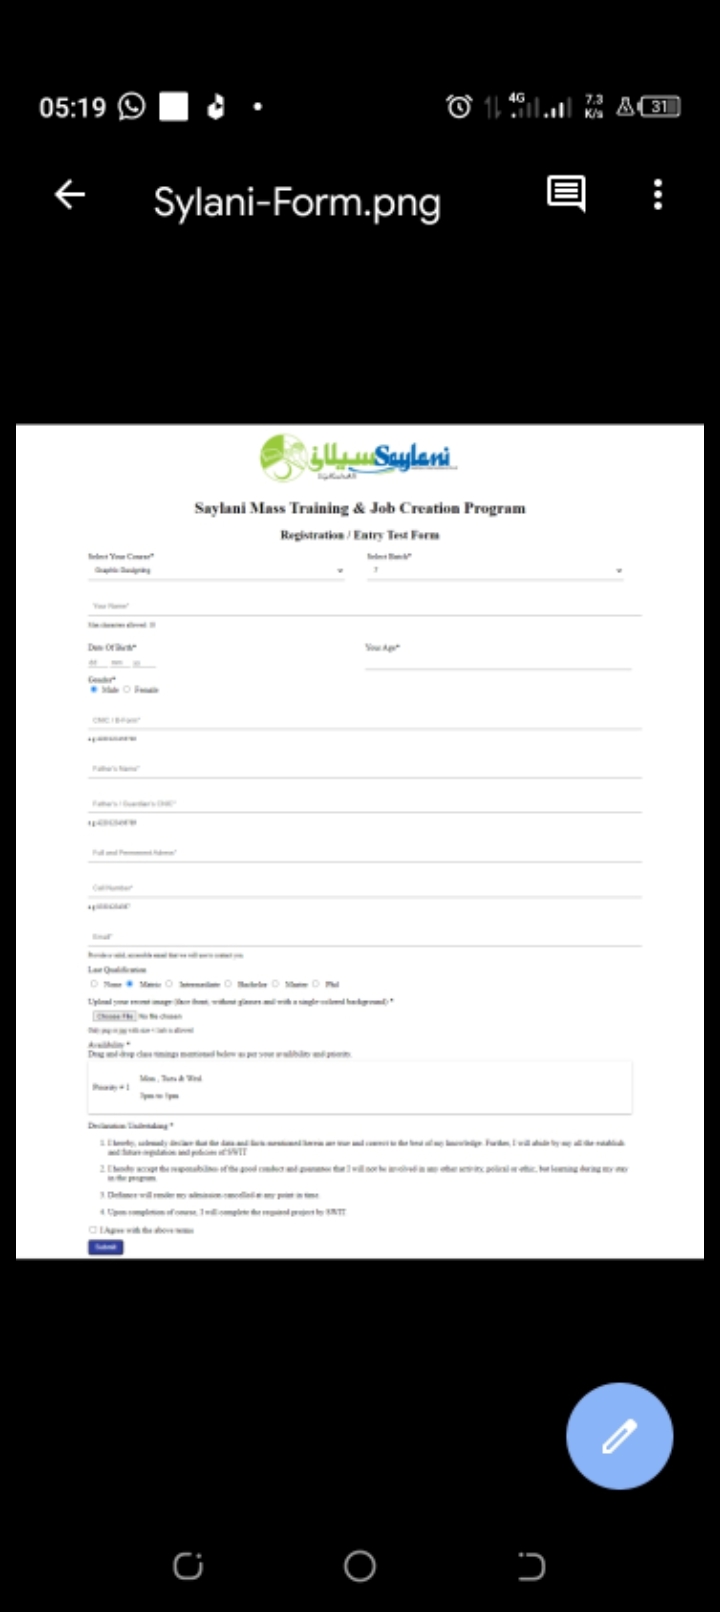 05:19
4G
7.3
K/s
31
Sylani-Form.png
سیلانی Saylani
Saylani Mass Training & Job Creation Program
Registration / Entry Test Form
Select Your Course* Select Batch*
Graphic Designing 7
Your Name*
Max characters allowed:
Date Of Birth* Your Age*
dd mm
Gender*
Male Female
CNIC / B-Form*
Father's Name*
Father's / Guardian's CNIC*
Full and Permanent Adress*
Cell Number*
Email*
Provide a valid, accessible email that we will use to contact you.
Last Qualification
None Matric Intermediate Bachelor Master Phd
Upload your recent image (face front, without glasses and with a single-colored background) *
Choose File No file chosen
Only png or jpg with size < 1mb is allowed
Availibility *
Drag and drop class timings mentioned below as per your availibility and priority.
Priority # 1
Mon , Tues & Wed
3pm to 5pm
Declaration Undertaking *
1. I hereby, solemnly declare that the data and facts mentioned herein are true and correct to the best of my knowledge. Further, I will abide by my all the establish
and future regulation and policies of SWIT
2. I hereby accept the responsibilities of the good conduct and guarantee that I will not be involved in any other activity, polical or ethic, but learning during my stay
in the program.
3. Defiance will render my admission cancelled at any point in time.
4. Upon completion of course, I will complete the required project by SWIT
I Agree with the above terms
Submit